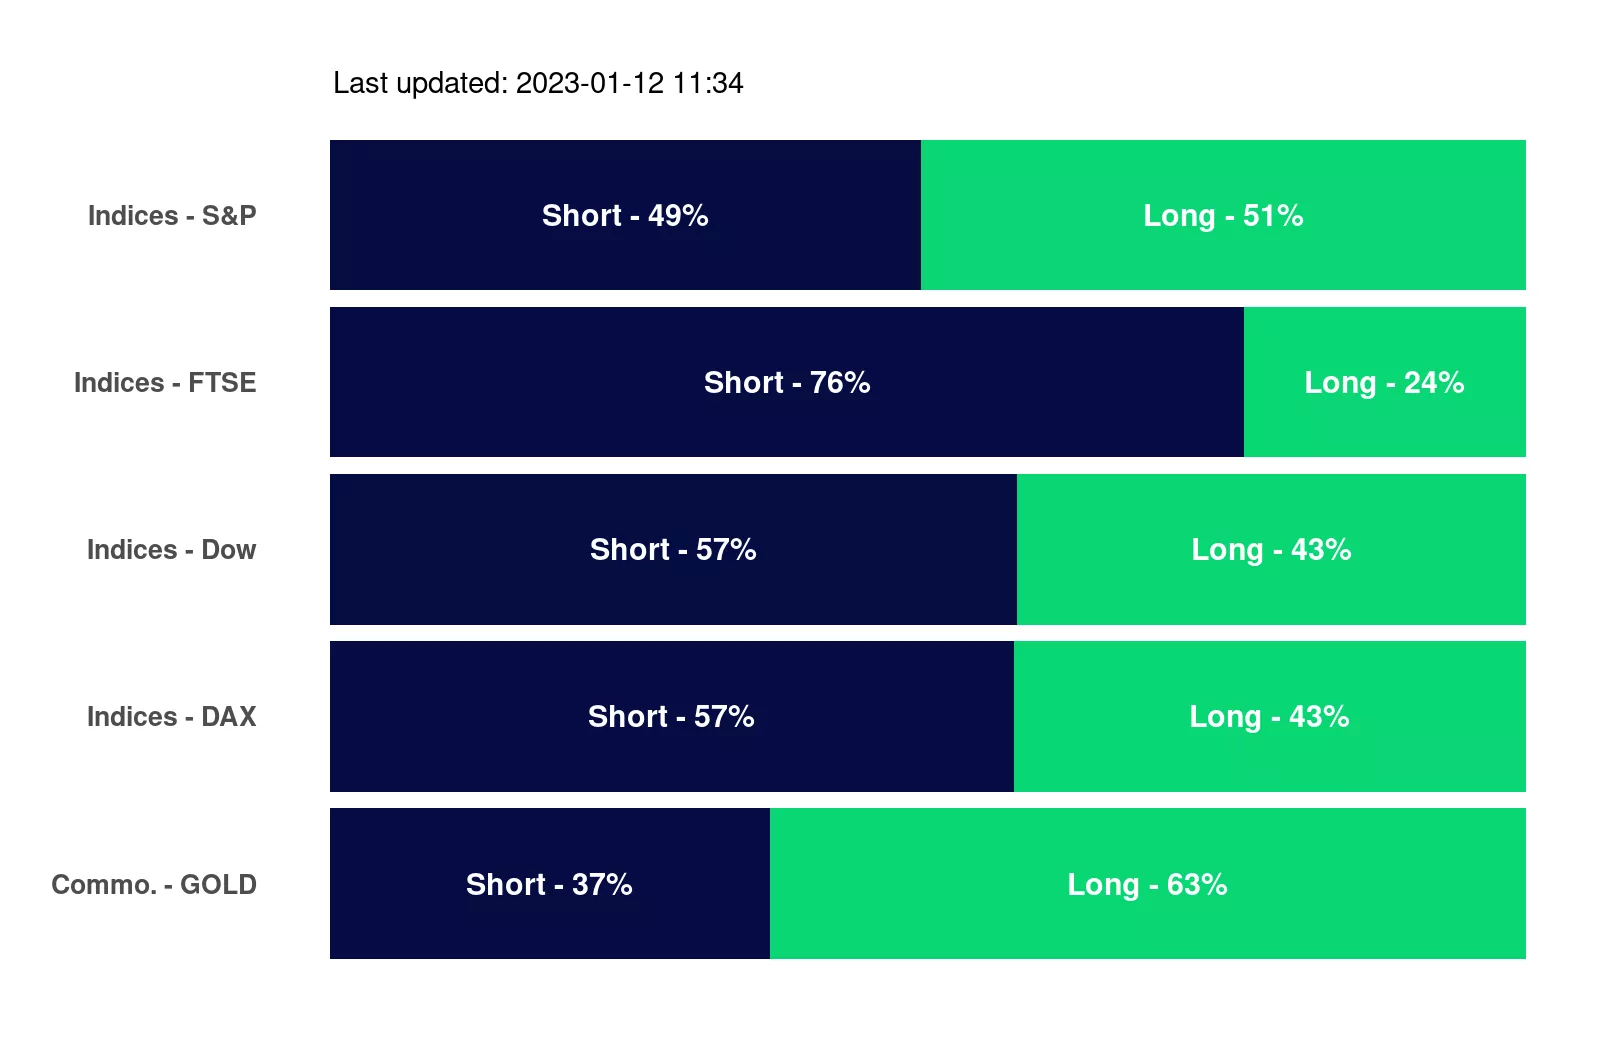 Last updated: 2023-01-12 11:34
Indices - S&P Short - 49% Long - 51%
Indices - FTSE Short - 76% Long - 24%
Indices - Dow Short - 57% Long - 43%
Indices - DAX Short - 57% Long - 43%
Commo. - GOLD Short - 37% Long - 63%